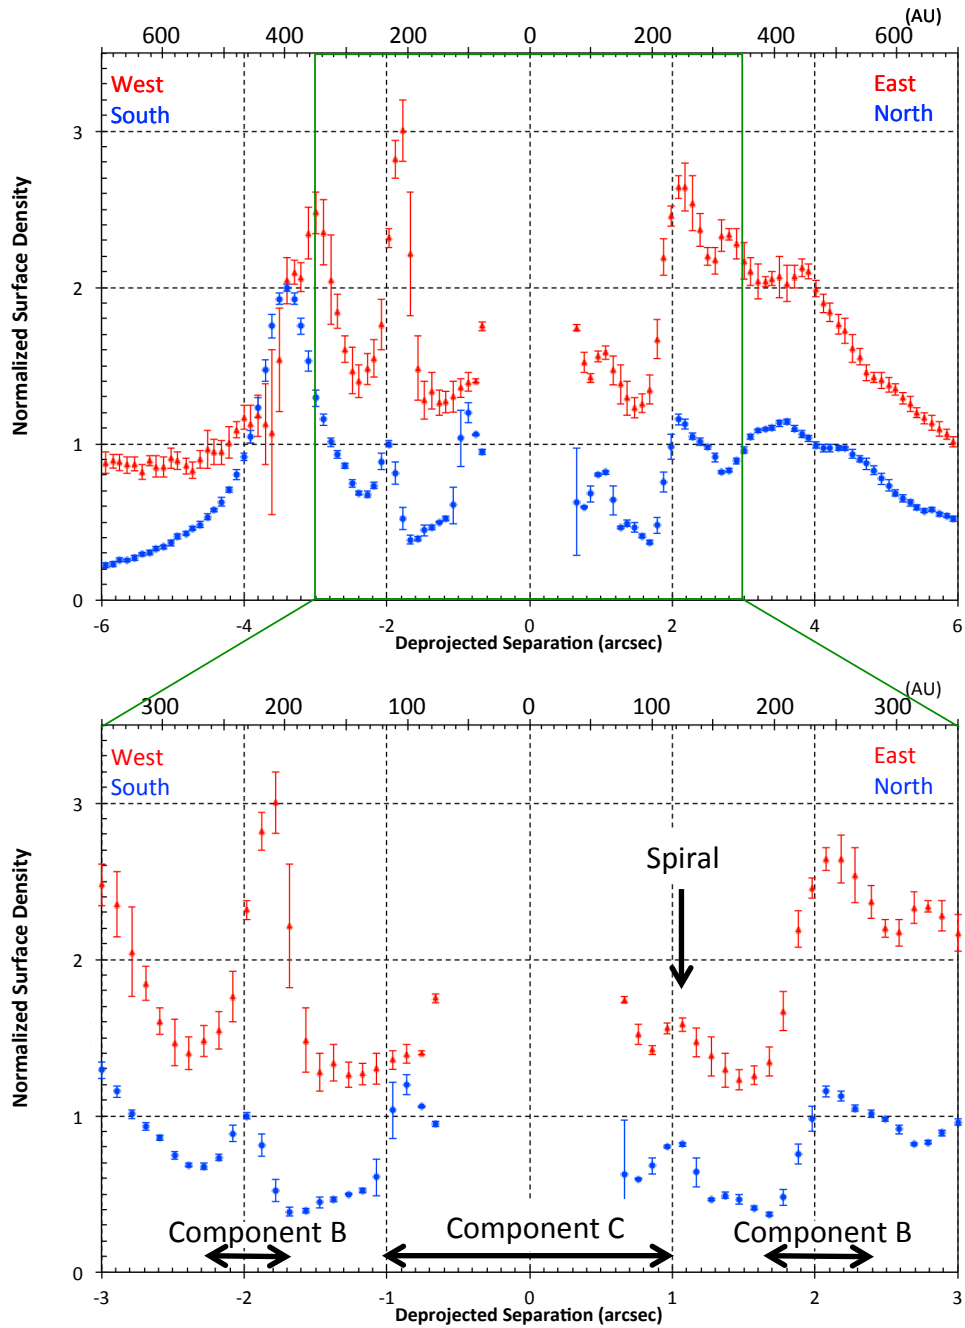 (AU)
600 400 200 0 200 400 600
West East
South North
Normalized Surface Density
3
2
1
0
-6 -4 -2 0 2 4 6
Deprojected Separation (arcsec)
(AU)
300 200 100 0 100 200 300
West East
South North
Normalized Surface Density
3
Spiral
2
1
Component B Component C Component B
0
-3 -2 -1 0 1 2 3
Deprojected Separation (arcsec)